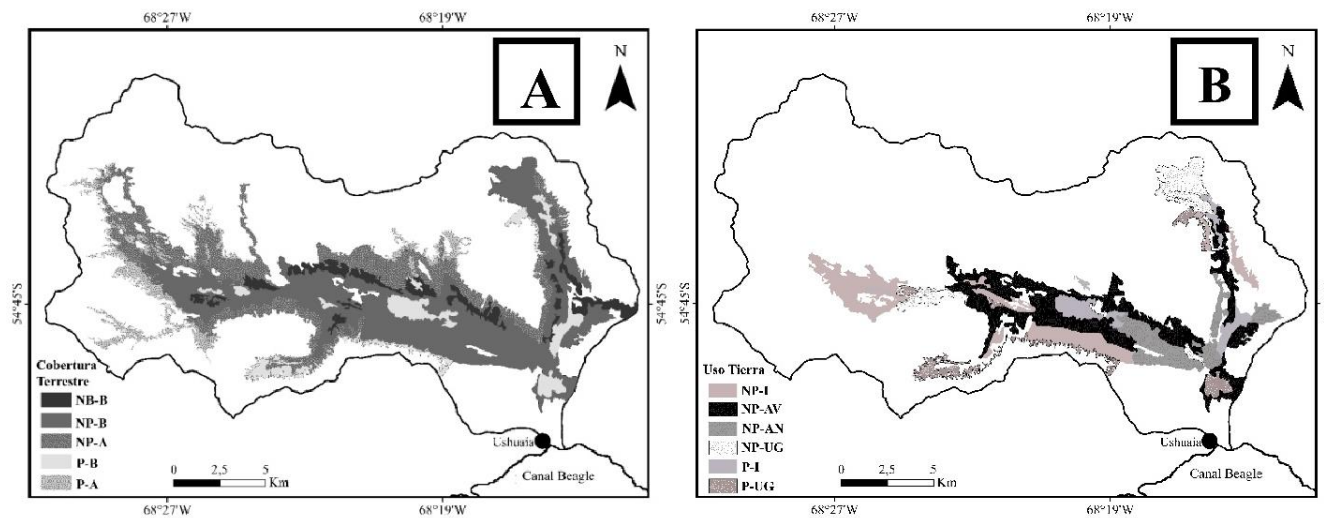 68°27'W 68°19'W
A
N
54°45'S
54°45'S
Cobertura
Terrestre
NB-B
NP-B
NP-A
P-B
P-A
0 2,5 5
Km
Ushuaia
Canal Beagle
68°27'W 68°19'W
68°27'W 68°19'W
B
N
54°45'S
Uso Tierra
NP-I
NP-AV
NP-AN
NP-UG
P-I
P-UG
0 2,5 5
Km
Ushuaia
Canal Beagle
68°27'W 68°19'W